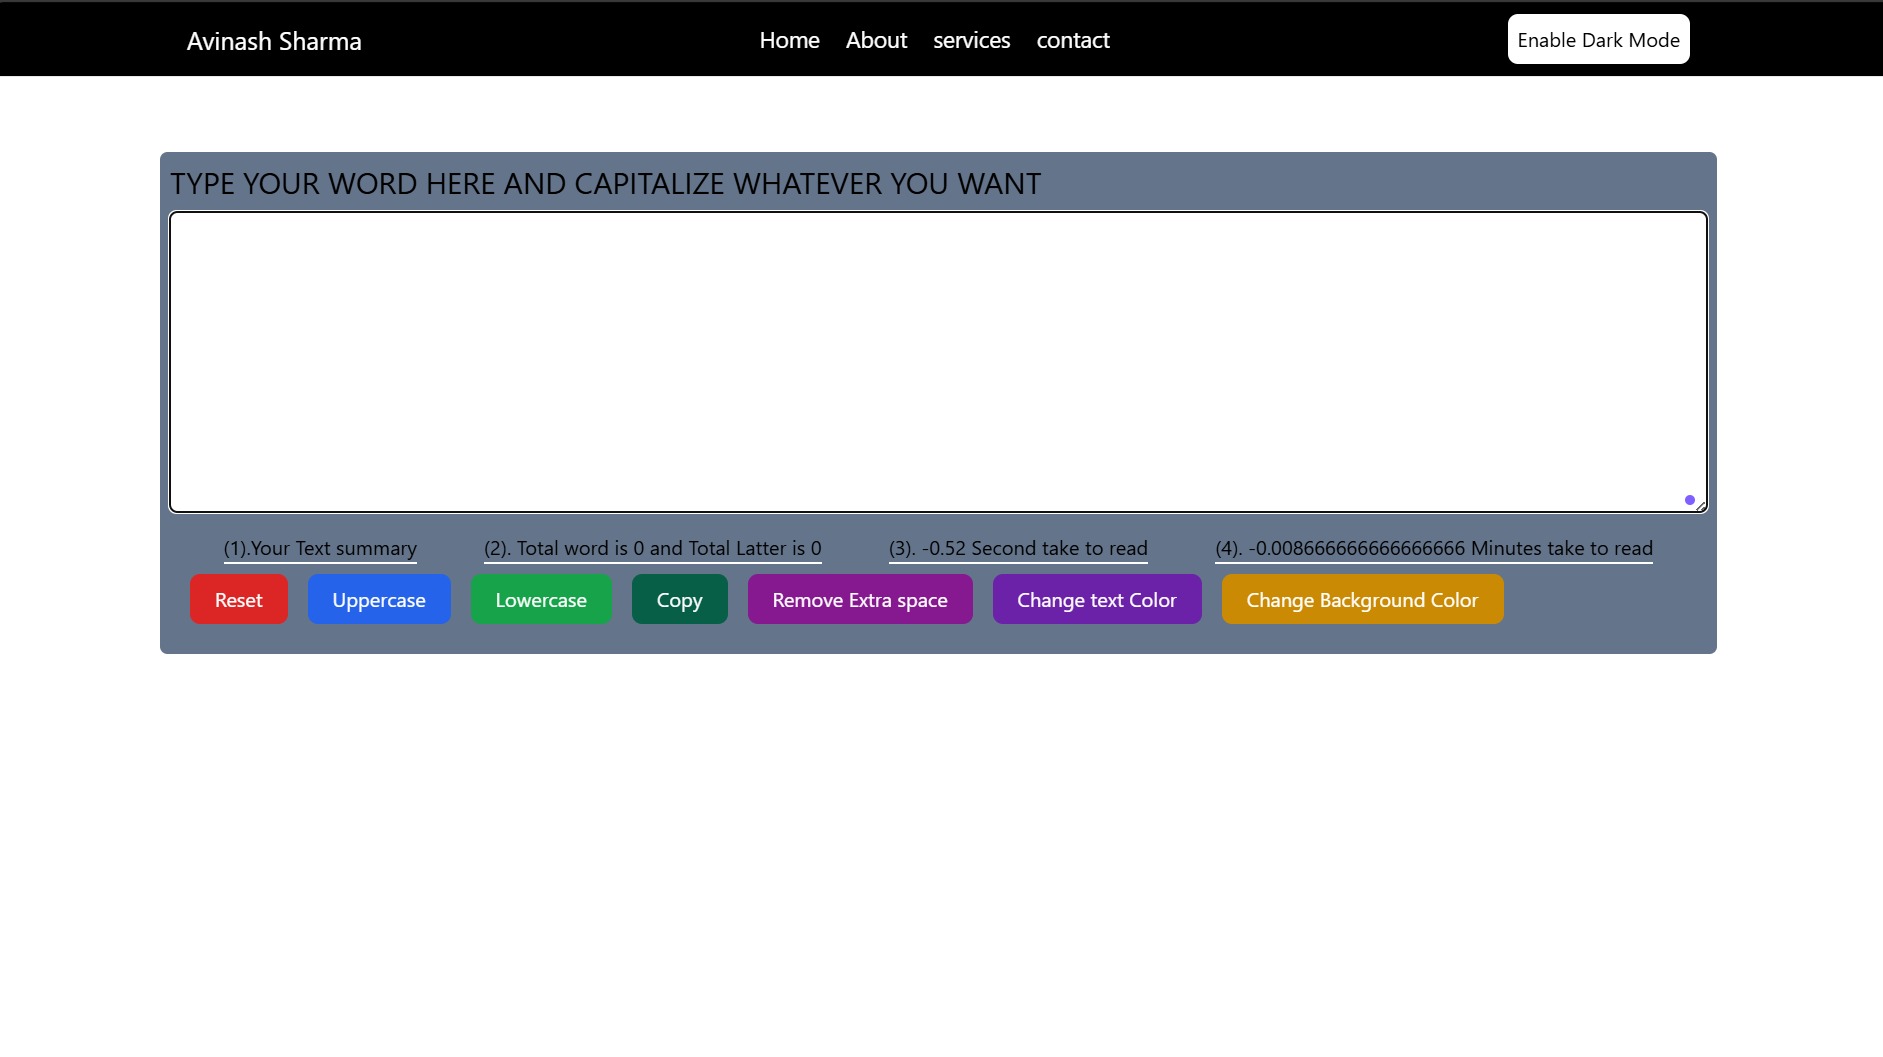 Avinash Sharma Home About services contact Enable Dark Mode
TYPE YOUR WORD HERE AND CAPITALIZE WHATEVER YOU WANT
(1).Your Text summary (2). Total word is 0 and Total Latter is 0 (3). -0.52 Second take to read (4). -0.008666666666666666 Minutes take to read
Reset Uppercase Lowercase Copy Remove Extra space Change text Color Change Background Color